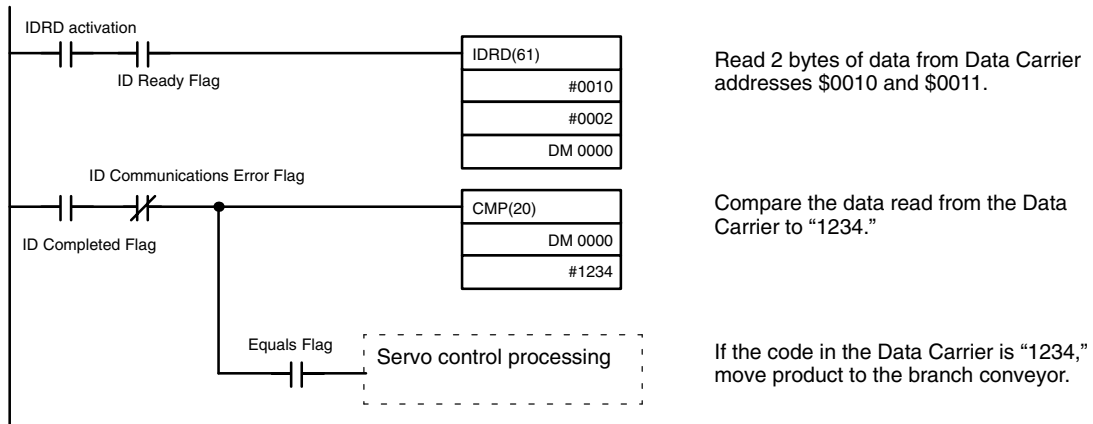 IDRD activation
ID Ready Flag
IDRD(61)
#0010
#0002
DM 0000
Read 2 bytes of data from Data Carrier
addresses $0010 and $0011.
ID Communications Error Flag
ID Completed Flag
CMP(20)
DM 0000
#1234
Compare the data read from the Data
Carrier to “1234.”
Equals Flag
Servo control processing
If the code in the Data Carrier is “1234,”
move product to the branch conveyor.